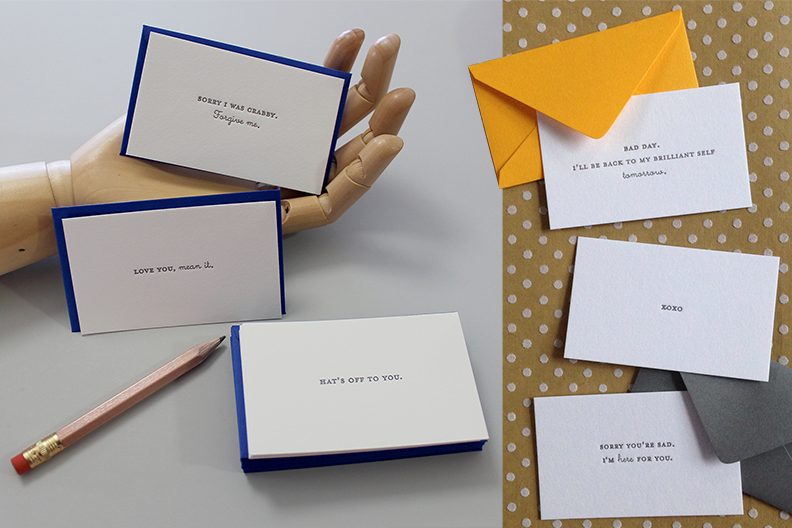 SORRY I WAS CRABBY.
Forgive me.
LOVE YOU, mean it.
HAT'S OFF TO YOU.
BAD DAY.
I'LL BE BACK TO MY BRILLIANT SELF
tomorrow.
XOXO
SORRY YOU'RE SAD.
I'M here FOR YOU.